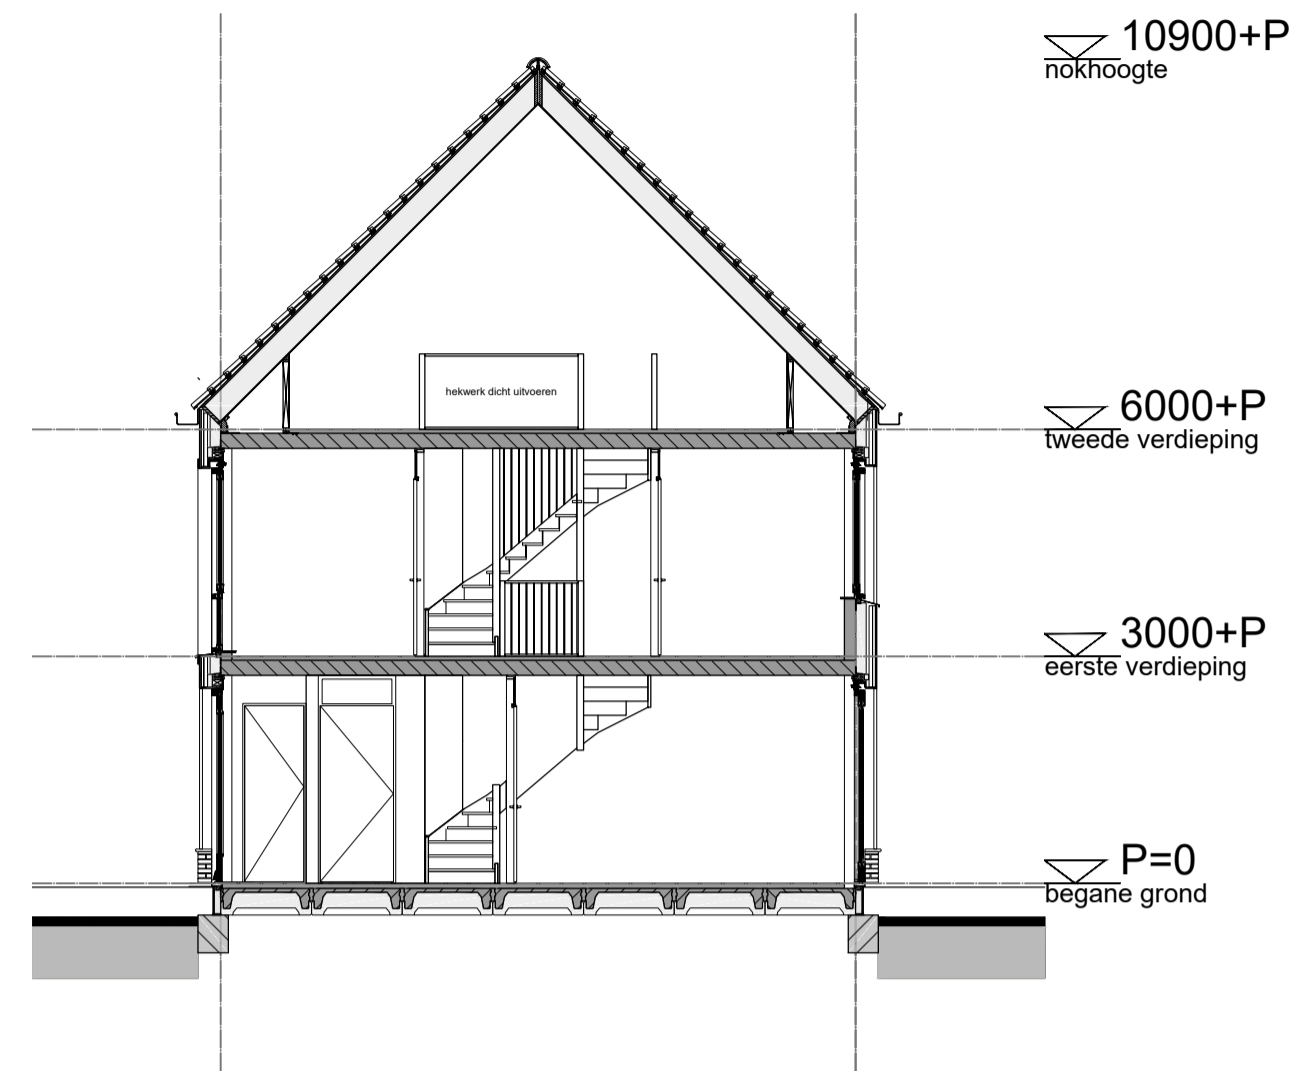 10900+P
nokhoogte
hekwerk dicht uitvoeren
6000+P
tweede verdieping
3000+P
eerste verdieping
P=0
begane grond